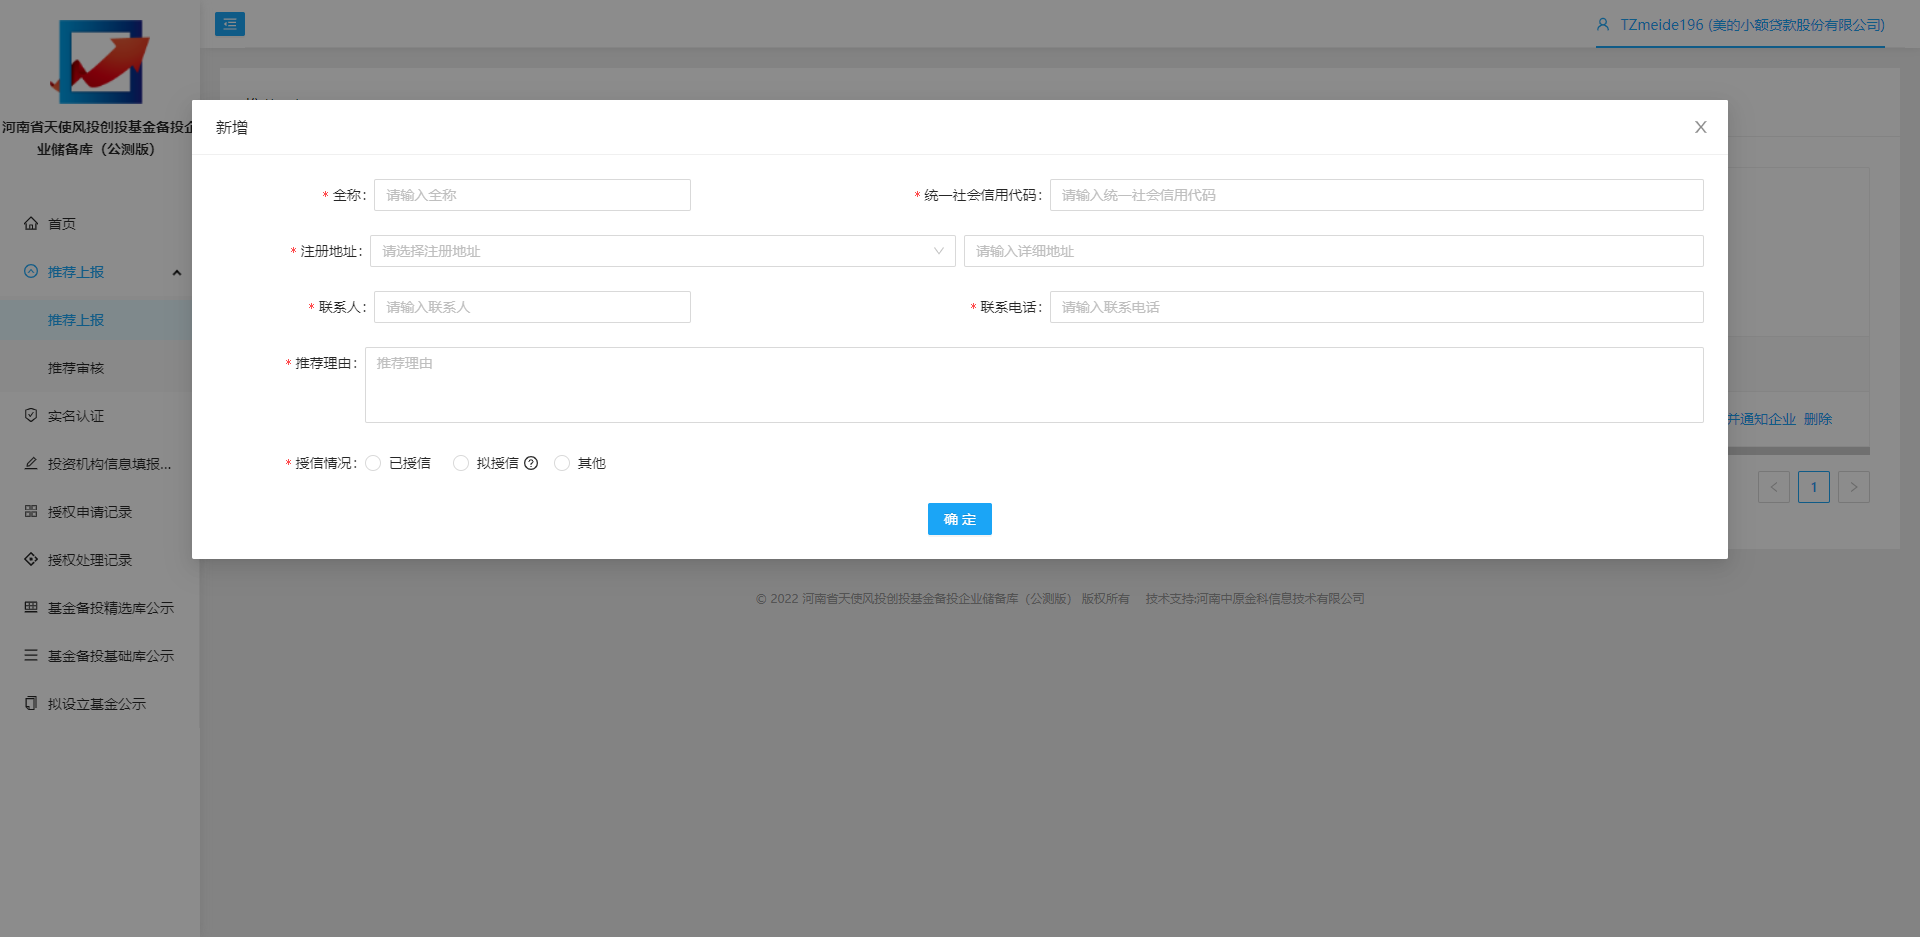 河南省天使风投创投基金备投企
业储备库（公测版）
TZmeide196 (美的小额贷款股份有限公司)
首页
推荐上报
推荐上报
推荐审核
实名认证
投资机构信息填报...
授权申请记录
授权处理记录
基金备投精选库公示
基金备投基础库公示
拟设立基金公示
新增
* 全称： 请输入全称
* 统一社会信用代码： 请输入统一社会信用代码
* 注册地址： 请选择注册地址 请输入详细地址
* 联系人： 请输入联系人
* 联系电话： 请输入联系电话
* 推荐理由： 推荐理由
* 授信情况： 已授信 拟授信 其他
确 定
并通知企业 删除
< 1 >
© 2022 河南省天使风投创投基金备投企业储备库（公测版） 版权所有 技术支持:河南中原金科信息技术有限公司